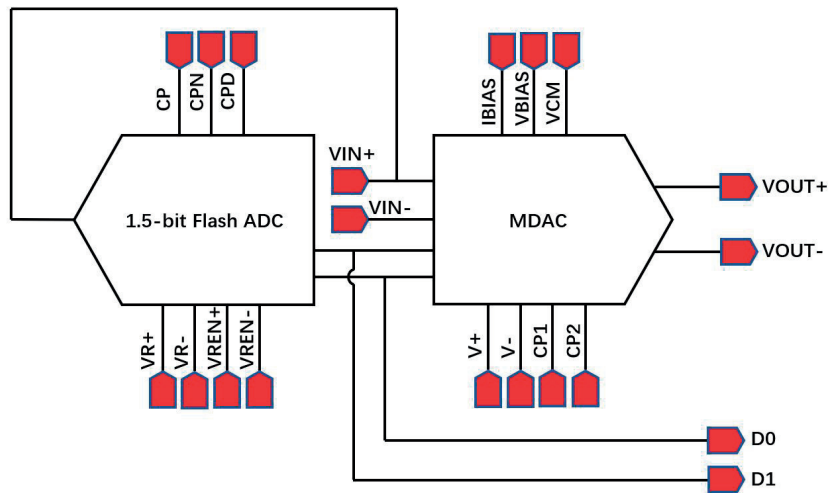 CP
CPN
CPD
IBIAS
VBIAS
VCM
VIN+
VIN-
1.5-bit Flash ADC
MDAC
VOUT+
VOUT-
VR+
VR-
VREN+
VREN-
V+
V-
CP1
CP2
D0
D1